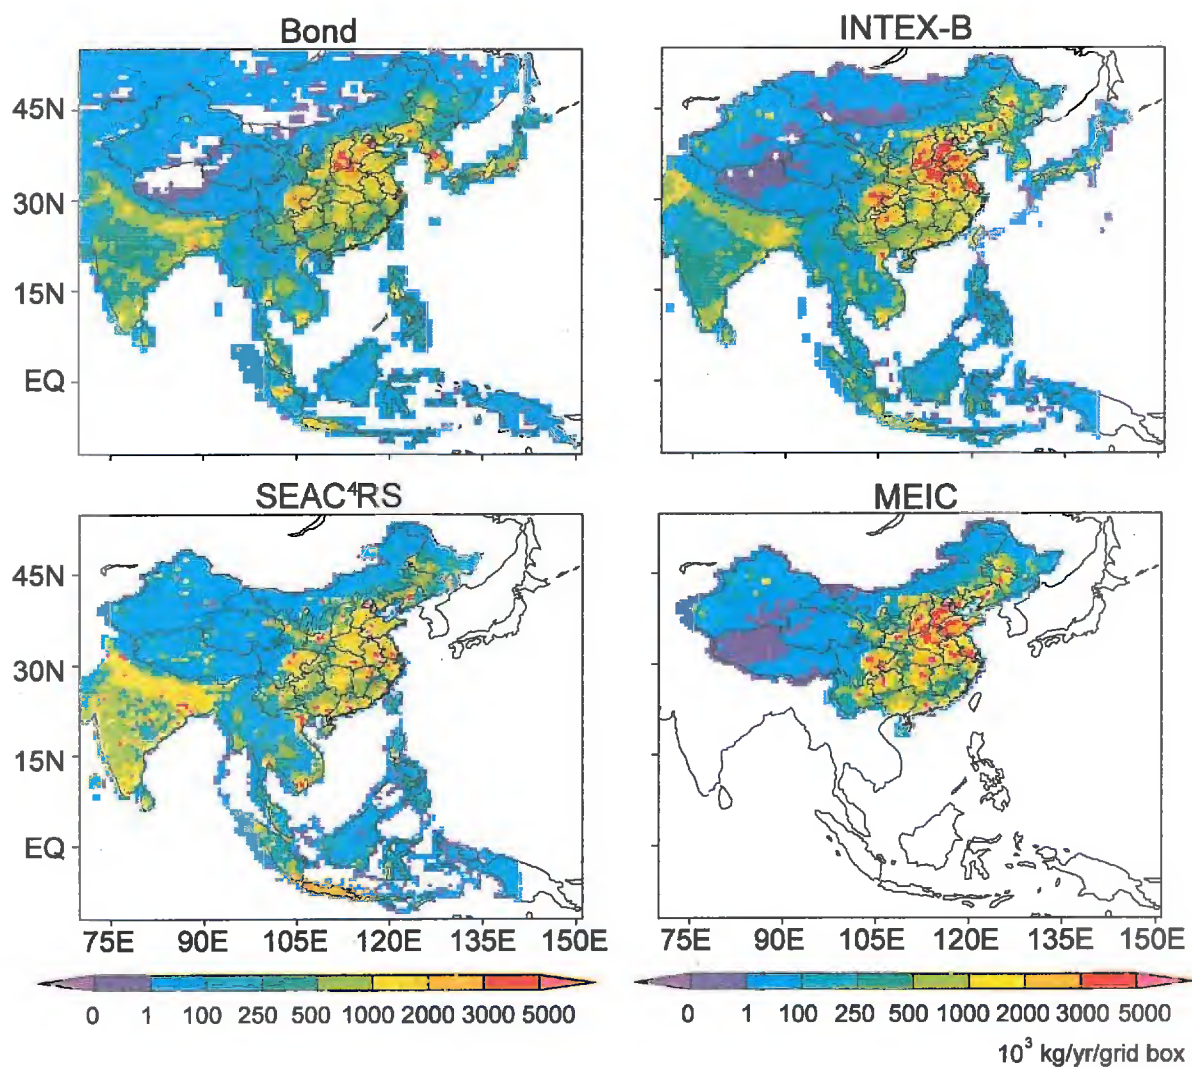 Bond
INTEX-B
45N
30N
15N
EQ
SEAC⁴RS
MEIC
45N
30N
15N
EQ
75E 90E 105E 120E 135E 150E
75E 90E 105E 120E 135E 150E
0 1 100 250 500 1000 2000 3000 5000
0 1 100 250 500 1000 2000 3000 5000
10³ kg/yr/grid box